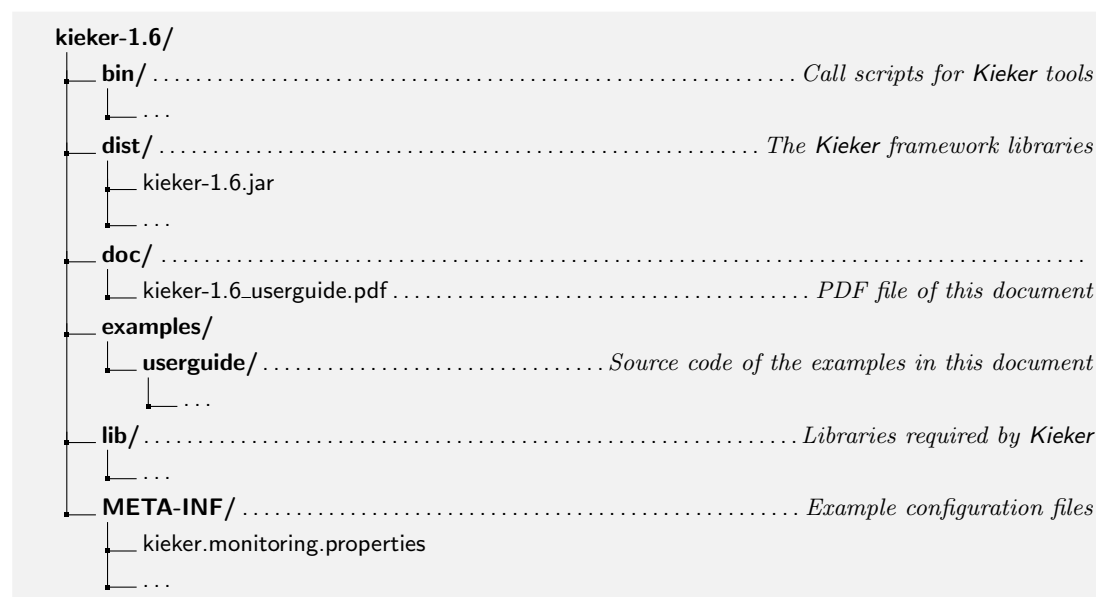 kieker-1.6/
bin/ ........ Call scripts for Kieker tools
...
dist/ ........ The Kieker framework libraries
kieker-1.6.jar
...
doc/ ........
kieker-1.6_userguide.pdf ........ PDF file of this document
examples/
userguide/ ........ Source code of the examples in this document
...
lib/ ........ Libraries required by Kieker
...
META-INF/ ........ Example configuration files
kieker.monitoring.properties
...